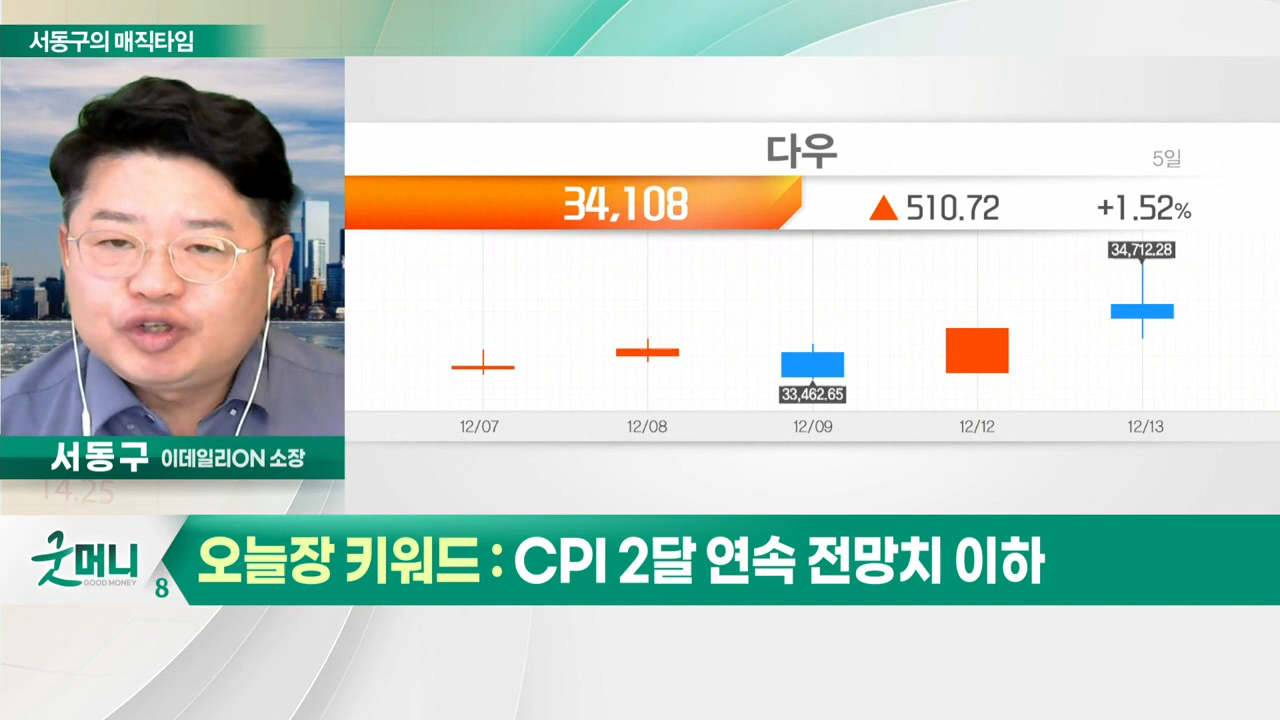 서동구의 매직타임
다우
5일
34,108 ▲ 510.72 +1.52%
34,712.28
33,462.65
12/07 12/08 12/09 12/12 12/13
서동구 이데일리ON 소장
14.25
굿머니 GOOD MONEY 8
오늘장 키워드 : CPI 2달 연속 전망치 이하